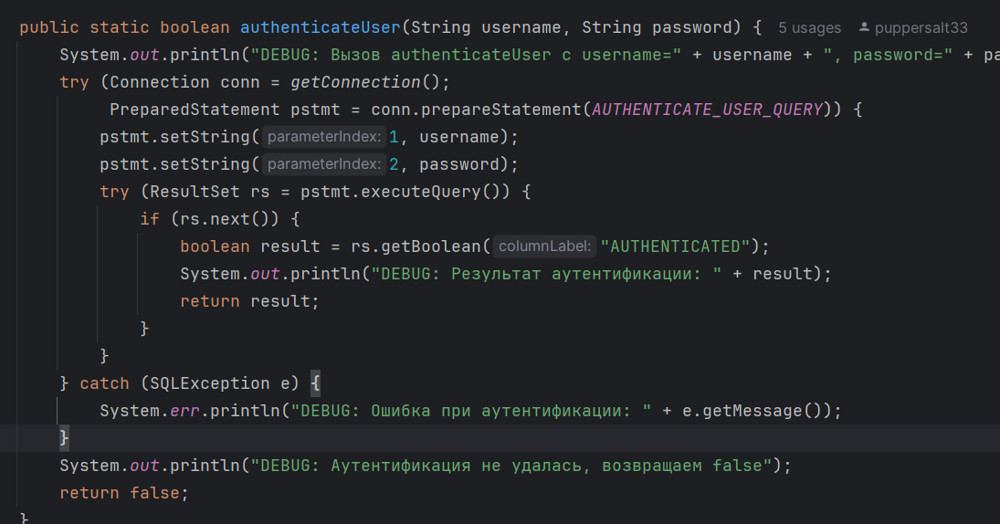 public static boolean authenticateUser(String username, String password) { 5 usages puppersalt33
System.out.println("DEBUG: Вызов authenticateUser с username=" + username + ", password=" + pa
try (Connection conn = getConnection();
PreparedStatement pstmt = conn.prepareStatement(AUTHENTICATE_USER_QUERY)) {
pstmt.setString( parameterIndex: 1, username);
pstmt.setString( parameterIndex: 2, password);
try (ResultSet rs = pstmt.executeQuery()) {
if (rs.next()) {
boolean result = rs.getBoolean( columnLabel: "AUTHENTICATED");
System.out.println("DEBUG: Результат аутентификации: " + result);
return result;
}
}
} catch (SQLException e) {
System.err.println("DEBUG: Ошибка при аутентификации: " + e.getMessage());
}
System.out.println("DEBUG: Аутентификация не удалась, возвращаем false");
return false;
}